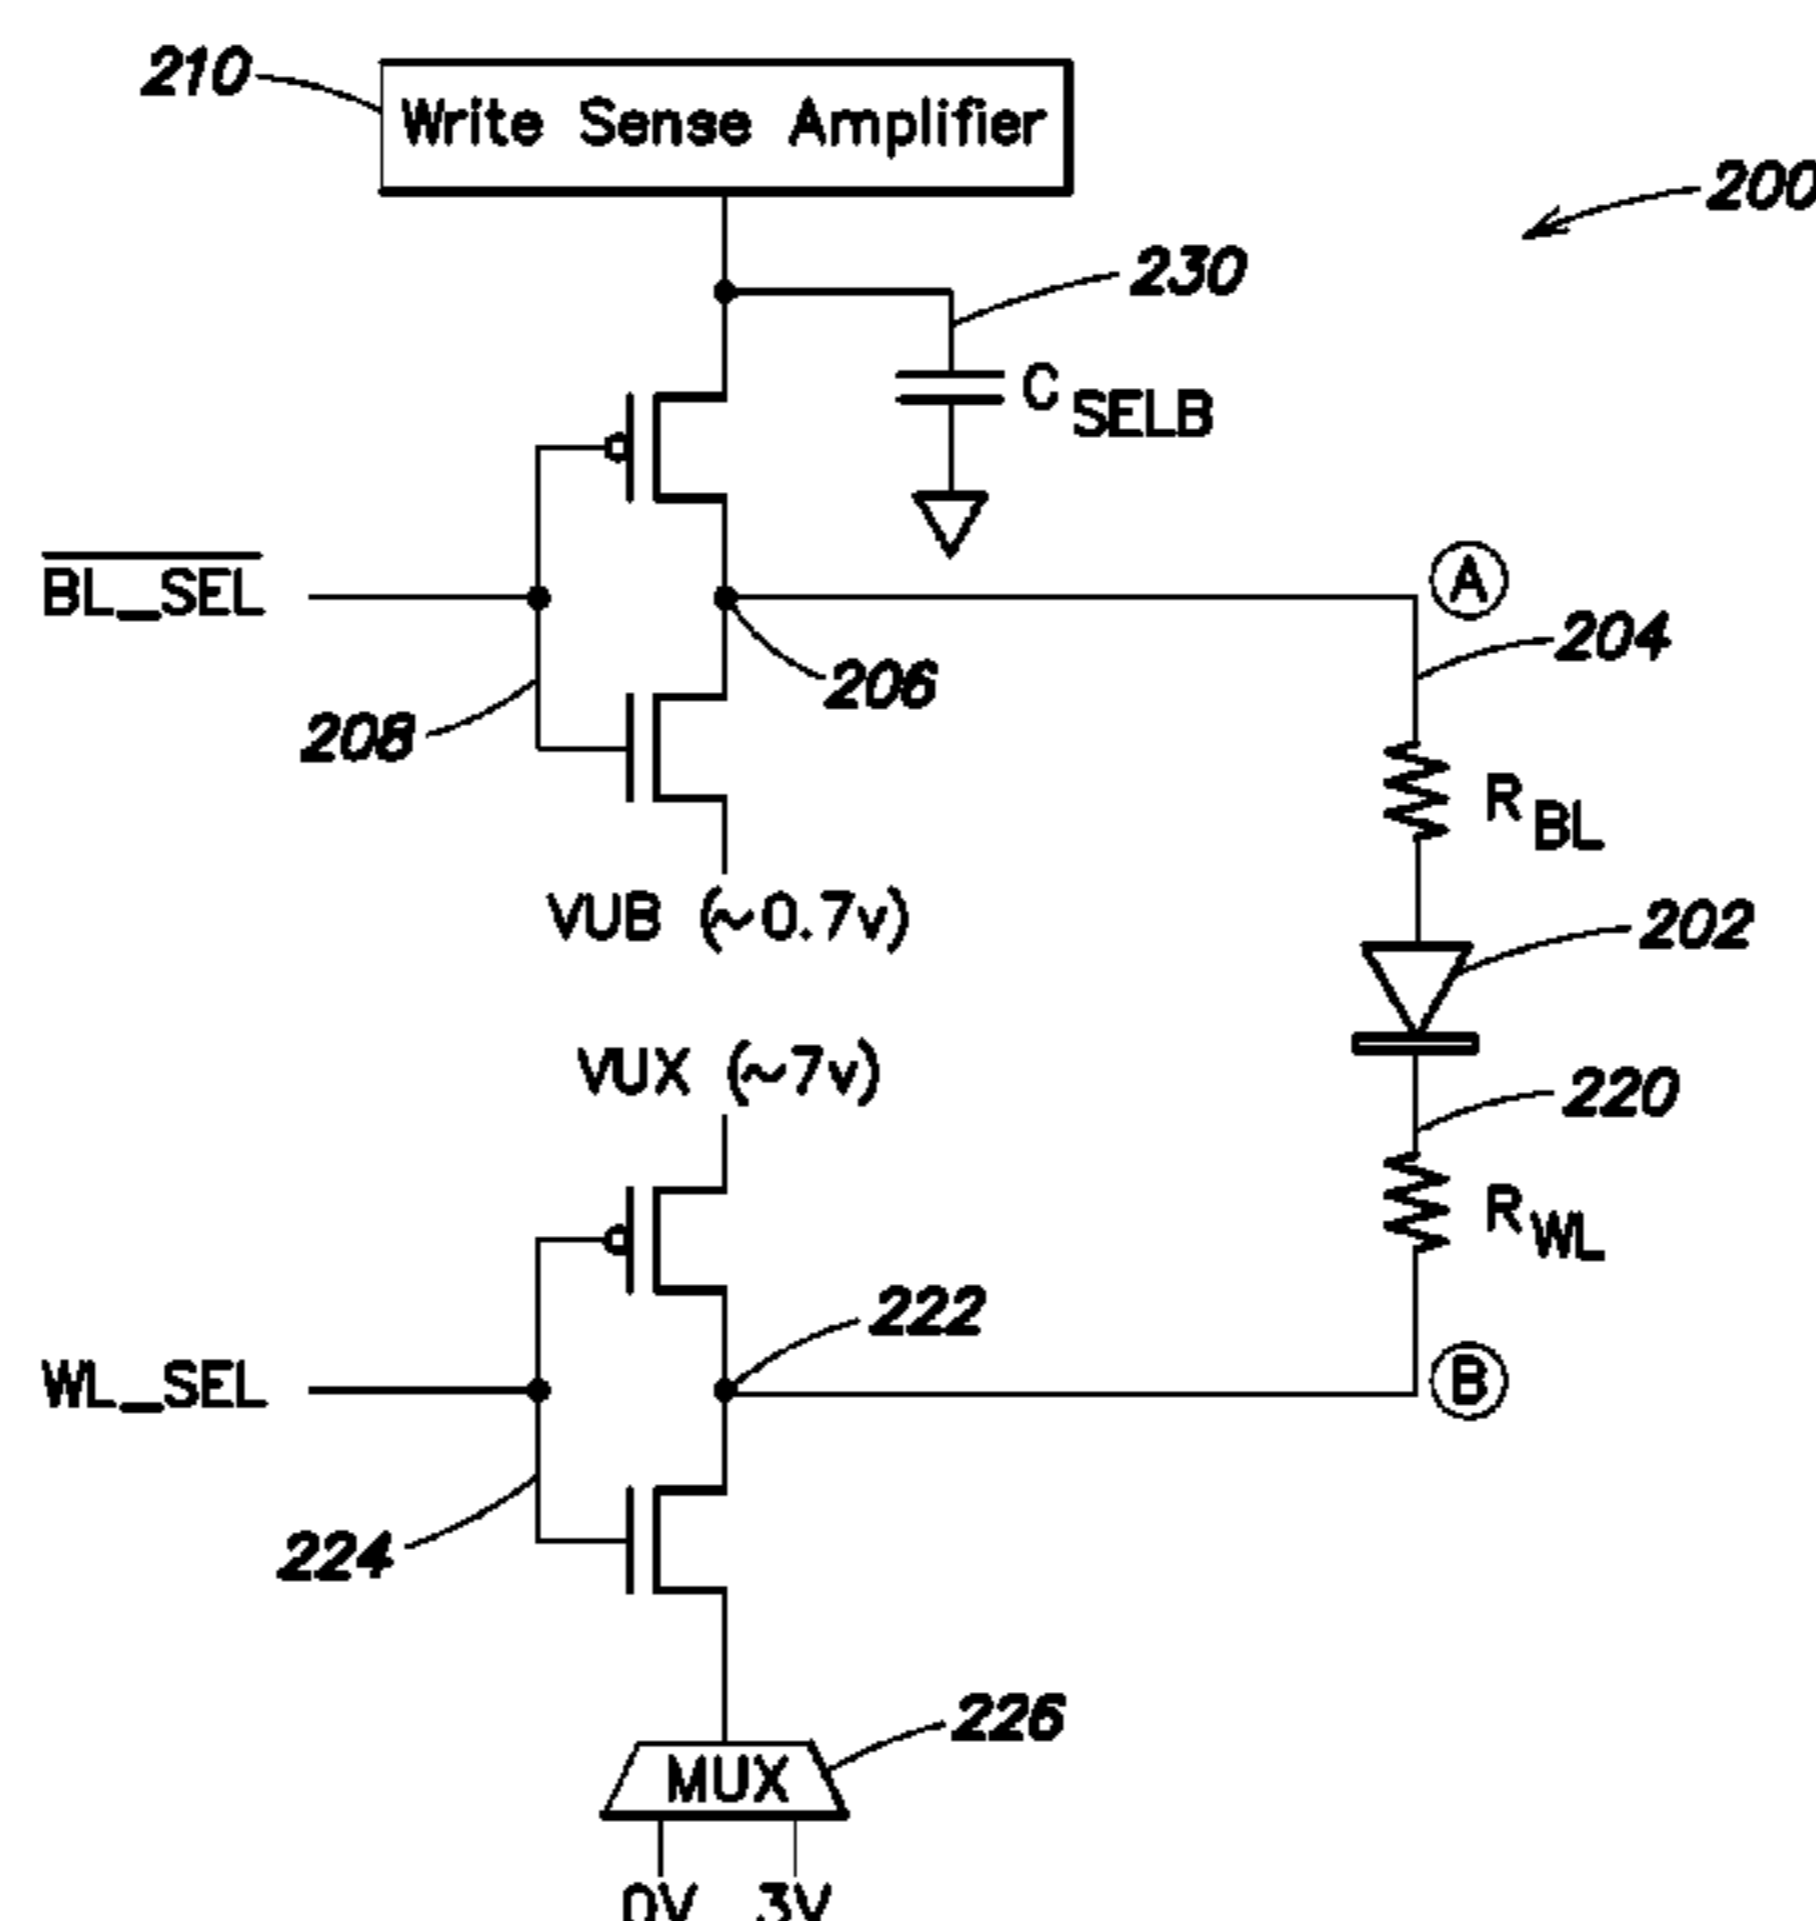 210
Write Sense Amplifier
200
230
C SELB
BL_SEL
A
204
206
208
R BL
VUB (~0.7v)
202
VUX (~7v)
220
R WL
222
WL_SEL
B
224
226
MUX
0V 3V